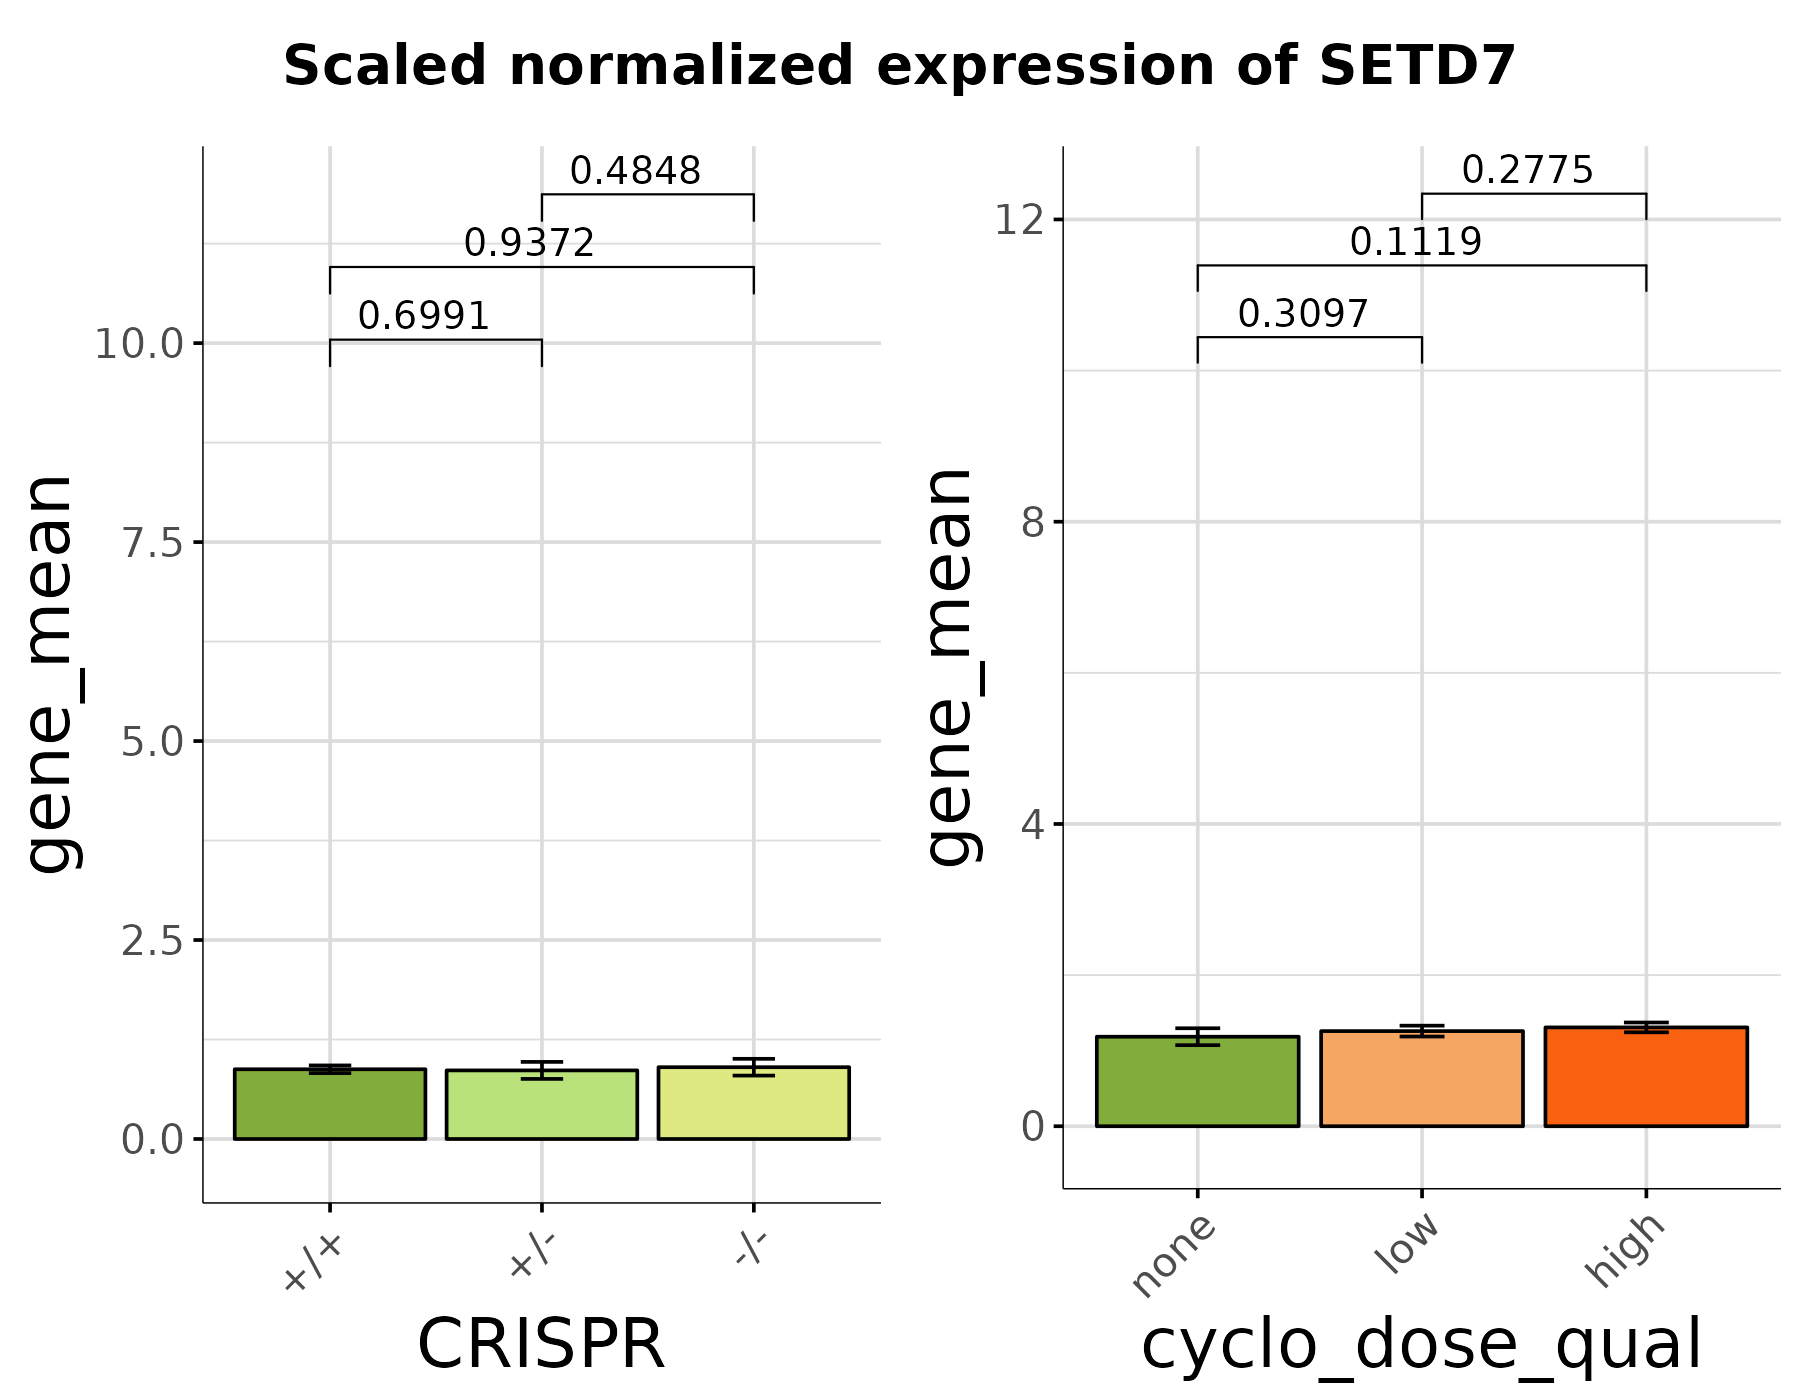 Scaled normalized expression of SETD7
gene_mean
10.0
7.5
5.0
2.5
0.0
0.4848
0.9372
0.6991
+/+
+/-
-/-
CRISPR
gene_mean
12
8
4
0
0.2775
0.1119
0.3097
none
low
high
cyclo_dose_qual